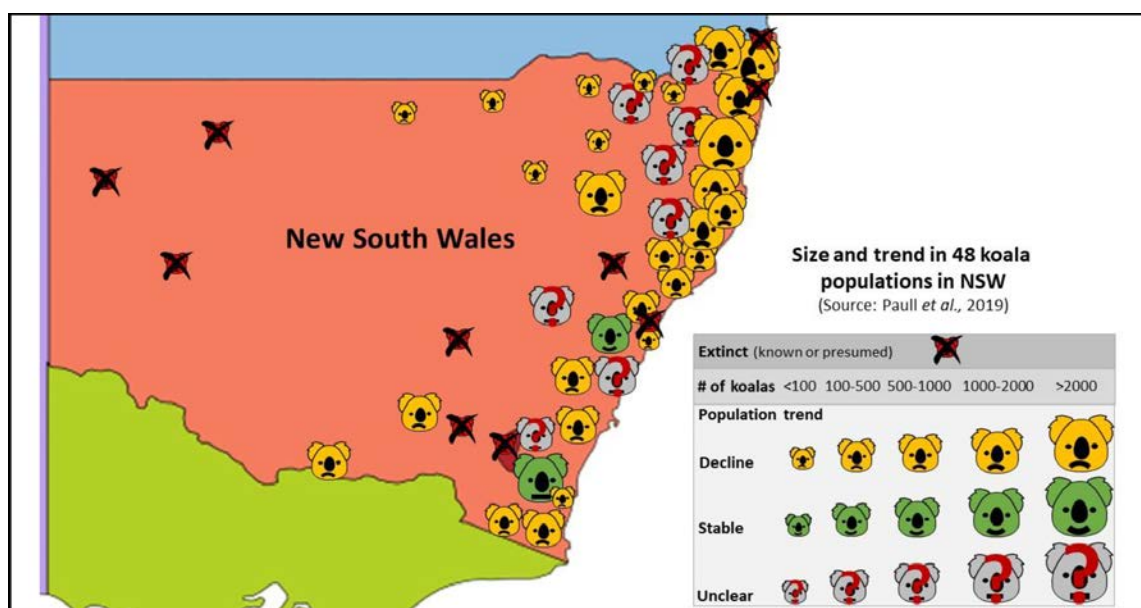 New South Wales
Size and trend in 48 koala
populations in NSW
(Source: Paull et al., 2019)
Extinct (known or presumed)
# of koalas <100 100-500 500-1000 1000-2000 >2000
Population trend
Decline
Stable
Unclear